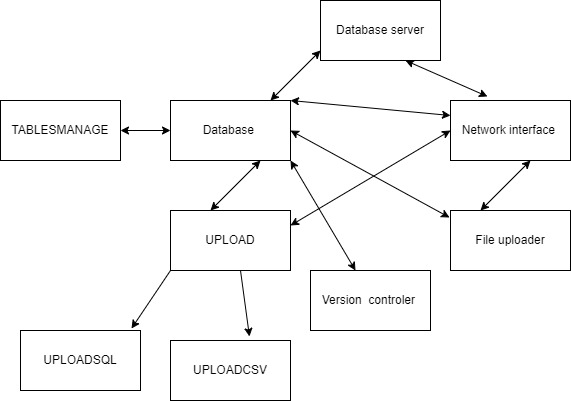 Database server
TABLESMANAGE
Database
Network interface
UPLOAD
File uploader
Version controler
UPLOADSQL
UPLOADCSV